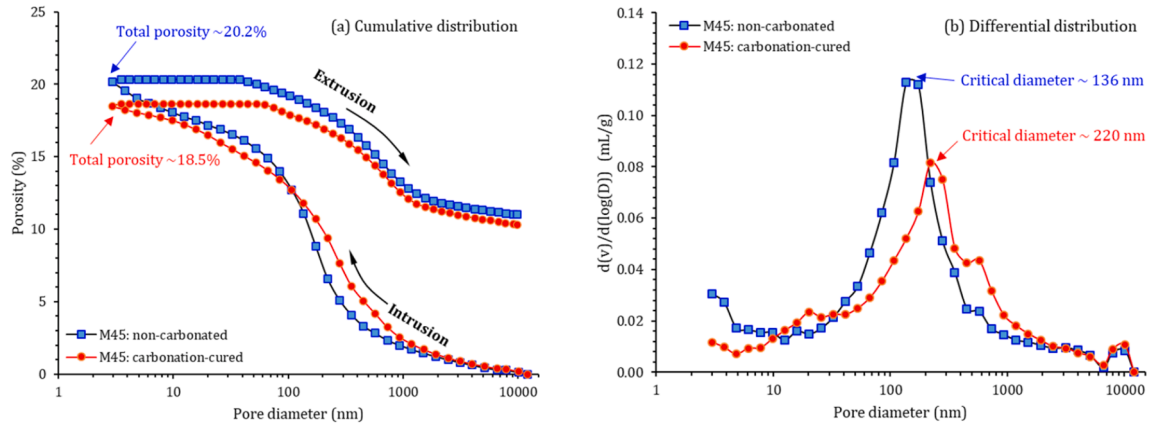 (a) Cumulative distribution
Total porosity ~20.2%
Extrusion
Total porosity ~18.5%
Intrusion
M45: non-carbonated
M45: carbonation-cured
Porosity (%)
25
20
15
10
5
0
1
10
100
1000
10000
Pore diameter (nm)
(b) Differential distribution
M45: non-carbonated
M45: carbonation-cured
Critical diameter ~ 136 nm
Critical diameter ~ 220 nm
d(v)/d(log(D)) (mL/g)
0.14
0.12
0.10
0.08
0.06
0.04
0.02
0.00
1
10
100
1000
10000
Pore diameter (nm)